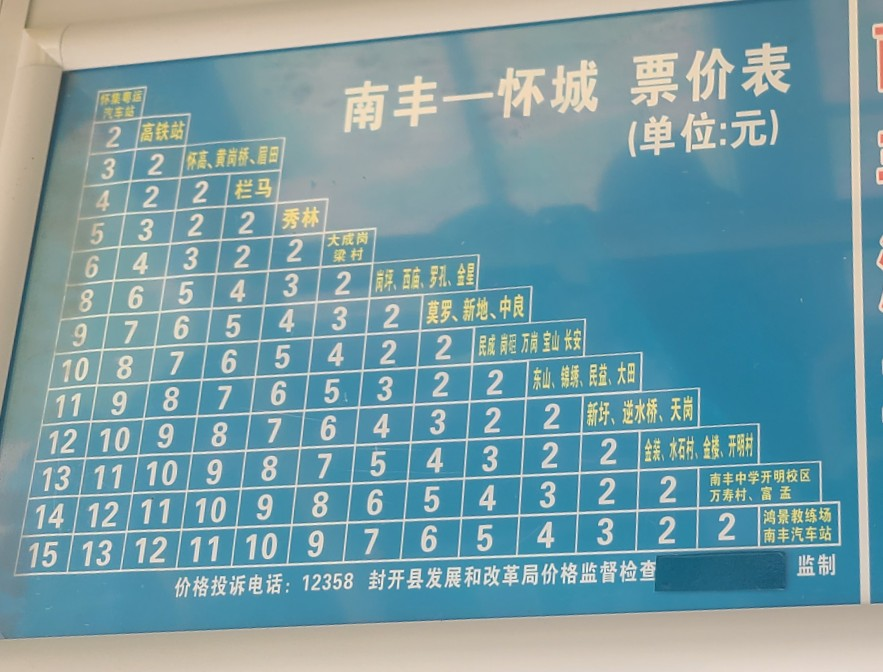 南丰—怀城 票价表
(单位:元)
怀集粤运
汽车站
2 高铁站
3 2 怀高、黄岗桥、眉田
4 2 2 栏马
5 3 2 2 秀林
6 4 3 2 2 大成岗
梁村
8 6 5 4 3 2 岗坪、西庙、罗孔、金星
9 7 6 5 4 3 2 莫罗、新地、中良
10 8 7 6 5 4 2 2 民成 岗咀 万岗 宝山 长安
11 9 8 7 6 5 3 2 2 东山、锦绣、民益、大田
12 10 9 8 7 6 4 3 2 2 新圩、逆水桥、天岗
13 11 10 9 8 7 5 4 3 2 2 金装、水石村、金楼、开明村
14 12 11 10 9 8 6 5 4 3 2 2 南丰中学开明校区
万寿村、富 孟
15 13 12 11 10 9 7 6 5 4 3 2 2 鸿景教练场
南丰汽车站
价格投诉电话：12358 封开县发展和改革局价格监督检查 监制